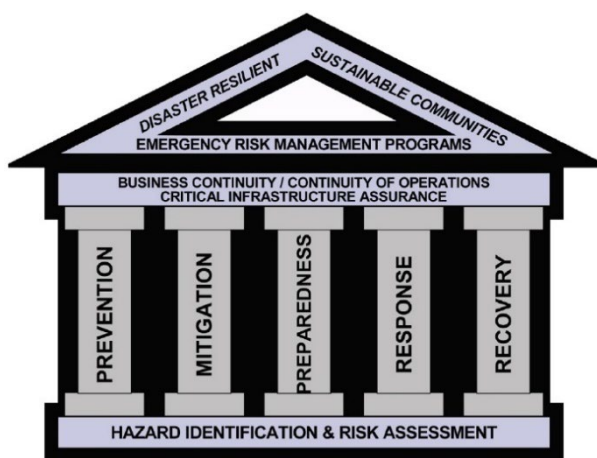 DISASTER RESILIENT
SUSTAINABLE COMMUNITIES
EMERGENCY RISK MANAGEMENT PROGRAMS
BUSINESS CONTINUITY / CONTINUITY OF OPERATIONS
CRITICAL INFRASTRUCTURE ASSURANCE
PREVENTION
MITIGATION
PREPAREDNESS
RESPONSE
RECOVERY
HAZARD IDENTIFICATION & RISK ASSESSMENT